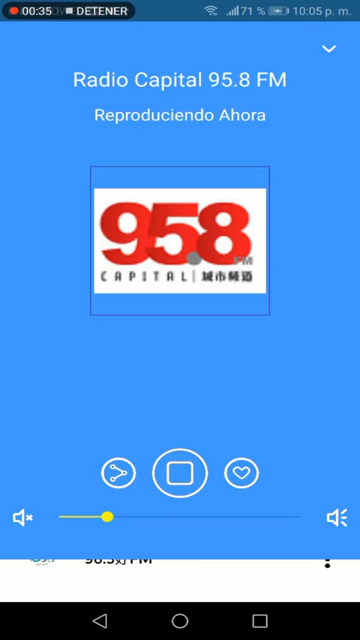 00:35 DETENER 71 % 10:05 p. m.
Radio Capital 95.8 FM
Reproduciendo Ahora
958
FM
CAPITAL 城市频道